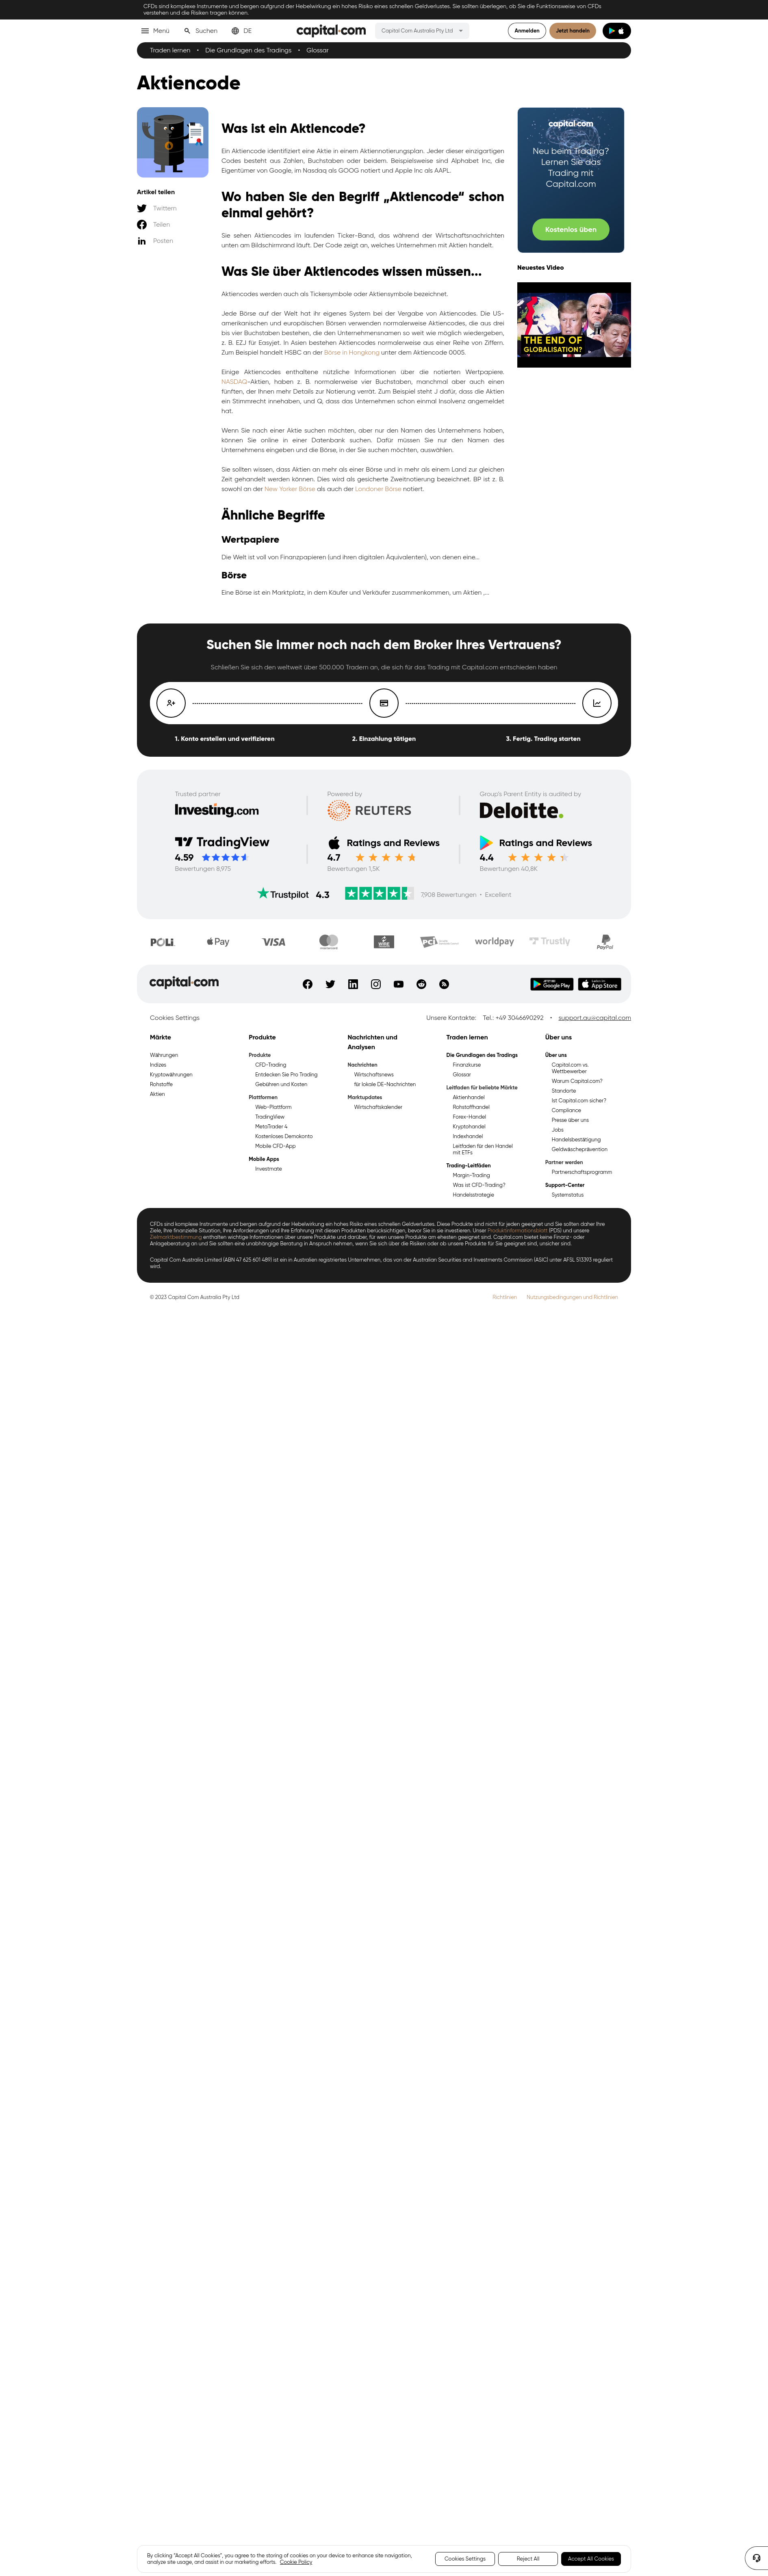 CFDs sind komplexe Instrumente und bergen aufgrund der Hebelwirkung ein hohes Risiko eines schnellen Geldverlustes. Sie sollten überlegen, ob Sie die Funktionsweise von CFDs
verstehen und die Risiken tragen können.
Menü
Suchen
DE
capital.com
Capital Com Australia Pty Ltd
Anmelden
Jetzt handeln
Traden lernen • Die Grundlagen des Tradings • Glossar
Aktiencode
Artikel teilen
Twittern
Teilen
Posten
Was ist ein Aktiencode?
Ein Aktiencode identifiziert eine Aktie in einem Aktiennotierungsplan. Jeder dieser einzigartigen
Codes besteht aus Zahlen, Buchstaben oder beidem. Beispielsweise sind Alphabet Inc, die
Eigentümer von Google, im Nasdaq als GOOG notiert und Apple Inc als AAPL.
Wo haben Sie den Begriff „Aktiencode“ schon
einmal gehört?
Sie sehen Aktiencodes im laufenden Ticker-Band, das während der Wirtschaftsnachrichten
unten am Bildschirmrand läuft. Der Code zeigt an, welches Unternehmen mit Aktien handelt.
Was Sie über Aktiencodes wissen müssen...
Aktiencodes werden auch als Tickersymbole oder Aktiensymbole bezeichnet.
Jede Börse auf der Welt hat ihr eigenes System bei der Vergabe von Aktiencodes. Die US-
amerikanischen und europäischen Börsen verwenden normalerweise Aktiencodes, die aus drei
bis vier Buchstaben bestehen, die den Unternehmensnamen so weit wie möglich wiedergeben,
z. B. EZJ für Easyjet. In Asien bestehen Aktiencodes normalerweise aus einer Reihe von Ziffern.
Zum Beispiel handelt HSBC an der Börse in Hongkong unter dem Aktiencode 0005.
Einige Aktiencodes enthaltene nützliche Informationen über die notierten Wertpapiere.
NASDAQ-Aktien, haben z. B. normalerweise vier Buchstaben, manchmal aber auch einen
fünften, der Ihnen mehr Details zur Notierung verrät. Zum Beispiel steht J dafür, dass die Aktien
ein Stimmrecht innehaben, und Q, dass das Unternehmen schon einmal Insolvenz angemeldet
hat.
Wenn Sie nach einer Aktie suchen möchten, aber nur den Namen des Unternehmens haben,
können Sie online in einer Datenbank suchen. Dafür müssen Sie nur den Namen des
Unternehmens eingeben und die Börse, in der Sie suchen möchten, auswählen.
Sie sollten wissen, dass Aktien an mehr als einer Börse und in mehr als einem Land zur gleichen
Zeit gehandelt werden können. Dies wird als gesicherte Zweitnotierung bezeichnet. BP ist z. B.
sowohl an der New Yorker Börse als auch der Londoner Börse notiert.
Ähnliche Begriffe
Wertpapiere
Die Welt ist voll von Finanzpapieren (und ihren digitalen Äquivalenten), von denen eine...
Börse
Eine Börse ist ein Marktplatz, in dem Käufer und Verkäufer zusammenkommen, um Aktien ,...
capital.com
Neu beim Trading?
Lernen Sie das
Trading mit
Capital.com
Kostenlos üben
Neuestes Video
THE END OF
GLOBALISATION?
Suchen Sie immer noch nach dem Broker Ihres Vertrauens?
Schließen Sie sich den weltweit über 500.000 Tradern an, die sich für das Trading mit Capital.com entschieden haben
1. Konto erstellen und verifizieren
2. Einzahlung tätigen
3. Fertig. Trading starten
Trusted partner
Investing.com
Powered by
REUTERS
Group's Parent Entity is audited by
Deloitte.
TradingView
4.59
Bewertungen 8,975
Ratings and Reviews
4.7
Bewertungen 1,5K
Ratings and Reviews
4.4
Bewertungen 40,8K
Trustpilot 4.3
7,908 Bewertungen • Excellent
POLi
Pay
VISA
mastercard
WIRE
PCI
worldpay
Trustly
PayPal
capital.com
Google Play
App Store
Cookies Settings
Unsere Kontakte: Tel.: +49 3046690292 • support.au@capital.com
Märkte
Währungen
Indizes
Kryptowährungen
Rohstoffe
Aktien
Produkte
Produkte
CFD-Trading
Entdecken Sie Pro Trading
Gebühren und Kosten
Plattformen
Web-Plattform
TradingView
MetaTrader 4
Kostenloses Demokonto
Mobile CFD-App
Mobile Apps
Investmate
Nachrichten und
Analysen
Nachrichten
Wirtschaftsnews
für lokale DE-Nachrichten
Marktupdates
Wirtschaftskalender
Traden lernen
Die Grundlagen des Tradings
Finanzkurse
Glossar
Leitfaden für beliebte Märkte
Aktienhandel
Rohstoffhandel
Forex-Handel
Kryptohandel
Indexhandel
Leitfaden für den Handel
mit ETFs
Trading-Leitfäden
Margin-Trading
Was ist CFD-Trading?
Handelsstrategie
Über uns
Über uns
Capital.com vs.
Wettbewerber
Warum Capital.com?
Standorte
Ist Capital.com sicher?
Compliance
Presse über uns
Jobs
Handelsbestätigung
Geldwäscheprävention
Partner werden
Partnerschaftsprogramm
Support-Center
Systemstatus
CFDs sind komplexe Instrumente und bergen aufgrund der Hebelwirkung ein hohes Risiko eines schnellen Geldverlustes. Diese Produkte sind nicht für jeden geeignet und Sie sollten daher Ihre
Ziele, Ihre finanzielle Situation, Ihre Anforderungen und Ihre Erfahrung mit diesen Produkten berücksichtigen, bevor Sie in sie investieren. Unser Produktinformationsblatt (PDS) und unsere
Zielmarktbestimmung enthalten wichtige Informationen über unsere Produkte und darüber, für wen unsere Produkte am ehesten geeignet sind. Capital.com bietet keine Finanz- oder
Anlageberatung an und Sie sollten eine unabhängige Beratung in Anspruch nehmen, wenn Sie sich über die Risiken oder ob unsere Produkte für Sie geeignet sind, unsicher sind.
Capital Com Australia Limited (ABN 47 625 601 489) ist ein in Australien registriertes Unternehmen, das von der Australian Securities and Investments Commission (ASIC) unter AFSL 513393 reguliert
wird.
© 2023 Capital Com Australia Pty Ltd
Richtlinien
Nutzungsbedingungen und Richtlinien
By clicking “Accept All Cookies”, you agree to the storing of cookies on your device to enhance site navigation,
analyze site usage, and assist in our marketing efforts. Cookie Policy
Cookies Settings
Reject All
Accept All Cookies